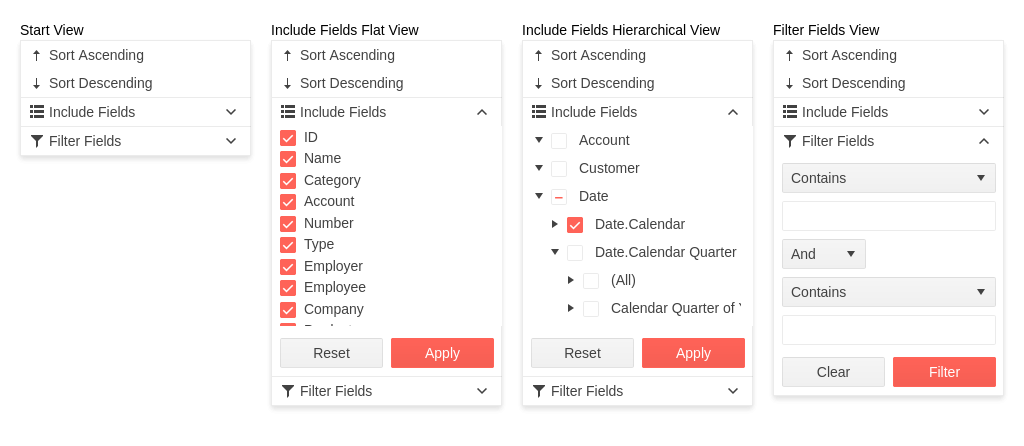 Start View
Sort Ascending
Sort Descending
Include Fields
Filter Fields
Include Fields Flat View
Sort Ascending
Sort Descending
Include Fields
ID
Name
Category
Account
Number
Type
Employer
Employee
Company
Reset
Apply
Filter Fields
Include Fields Hierarchical View
Sort Ascending
Sort Descending
Include Fields
Account
Customer
Date
Date.Calendar
Date.Calendar Quarter
(All)
Calendar Quarter of
Reset
Apply
Filter Fields
Filter Fields View
Sort Ascending
Sort Descending
Include Fields
Filter Fields
Contains
And
Contains
Clear
Filter